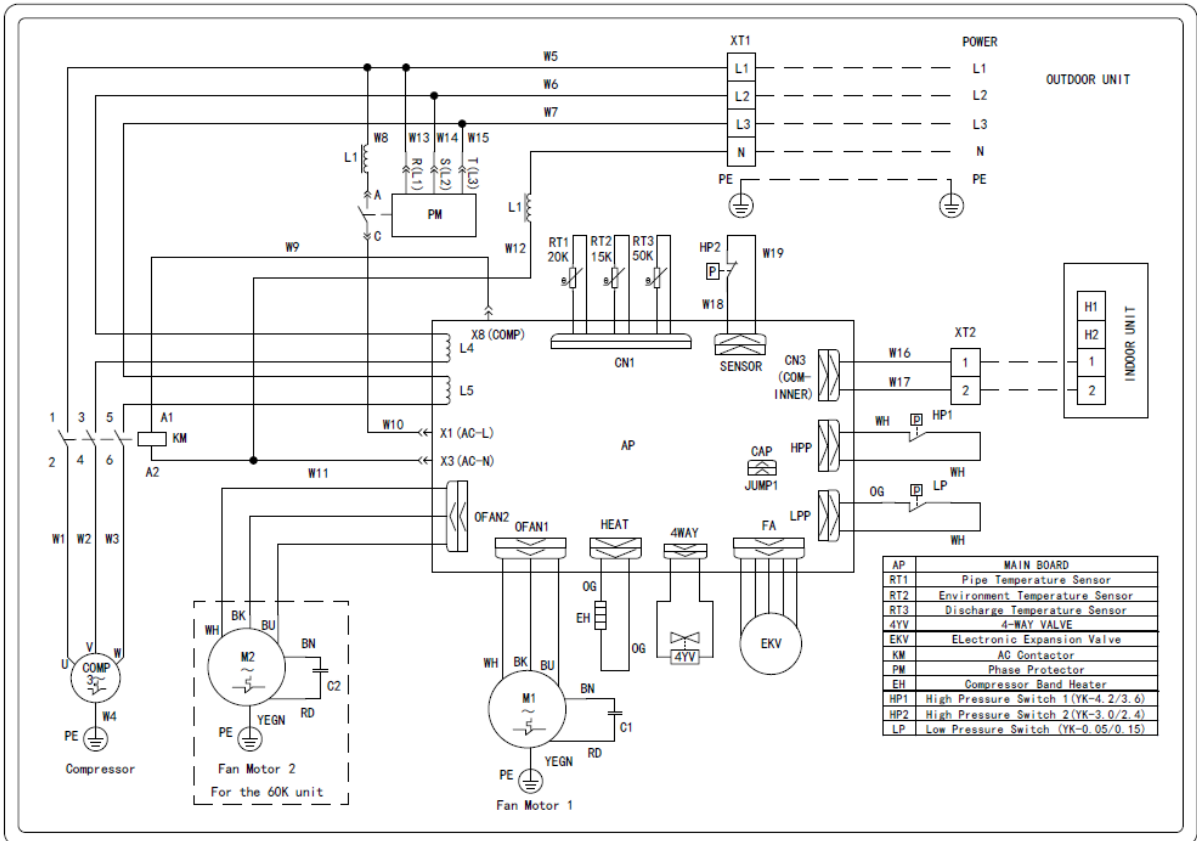 XT1
POWER
W5
L1
L1
OUTDOOR UNIT
W6
L2
L2
W7
L3
L3
W8
W13
W14
W15
N
N
L1
R(L1)
S(L2)
T(L3)
PE
PE
A
PM
L1
C
W9
W12
RT1
20K
RT2
15K
RT3
50K
HP2
P
W19
W18
X8(COMP)
L4
CN1
SENSOR
CN3
(COM-
INNER)
W16
W17
XT2
1
2
H1
H2
1
2
INDOOR UNIT
L5
1
3
5
A1
KM
2
4
6
A2
W10
X1(AC-L)
X3(AC-N)
W11
AP
CAP
JUMP1
HPP
WH
P
HP1
WH
LPP
OG
P
LP
WH
OFAN2
OFAN1
HEAT
4WAY
FA
W1
W2
W3
OG
EH
OG
4YV
EKV
WH
BK
BU
M2
~
BN
C2
RD
YEGN
PE
Fan Motor 2
For the 60K unit
U
V
W
COMP
3~
W4
PE
Compressor
WH
BK
BU
M1
~
BN
C1
RD
YEGN
PE
Fan Motor 1
AP MAIN BOARD
RT1 Pipe Temperature Sensor
RT2 Environment Temperature Sensor
RT3 Discharge Temperature Sensor
4YV 4-WAY VALVE
EKV ELectronic Expansion Valve
KM AC Contactor
PM Phase Protector
EH Compressor Band Heater
HP1 High Pressure Switch 1(YK-4.2/3.6)
HP2 High Pressure Switch 2(YK-3.0/2.4)
LP Low Pressure Switch (YK-0.05/0.15)